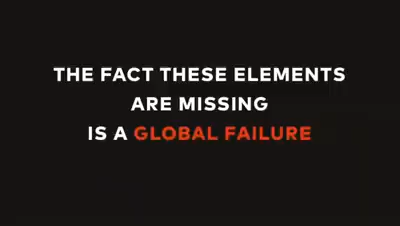 THE FACT THESE ELEMENTS
ARE MISSING
IS A GLOBAL FAILURE